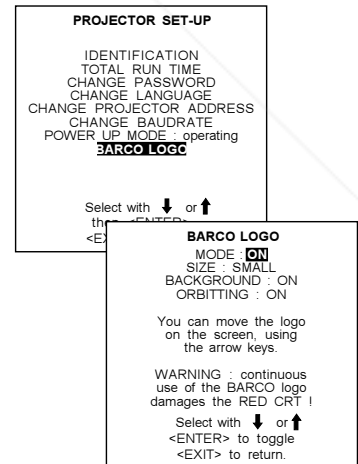 PROJECTOR SET-UP
IDENTIFICATION
TOTAL RUN TIME
CHANGE PASSWORD
CHANGE LANGUAGE
CHANGE PROJECTOR ADDRESS
CHANGE BAUDRATE
POWER UP MODE : operating
BARCO LOGO
Select with ⬇ or ⬆
then <ENTER>
<EX
BARCO LOGO
MODE : ON
SIZE : SMALL
BACKGROUND : ON
ORBITTING : ON
You can move the logo
on the screen, using
the arrow keys.
WARNING : continuous
use of the BARCO logo
damages the RED CRT !
Select with ⬇ or ⬆
<ENTER> to toggle
<EXIT> to return.